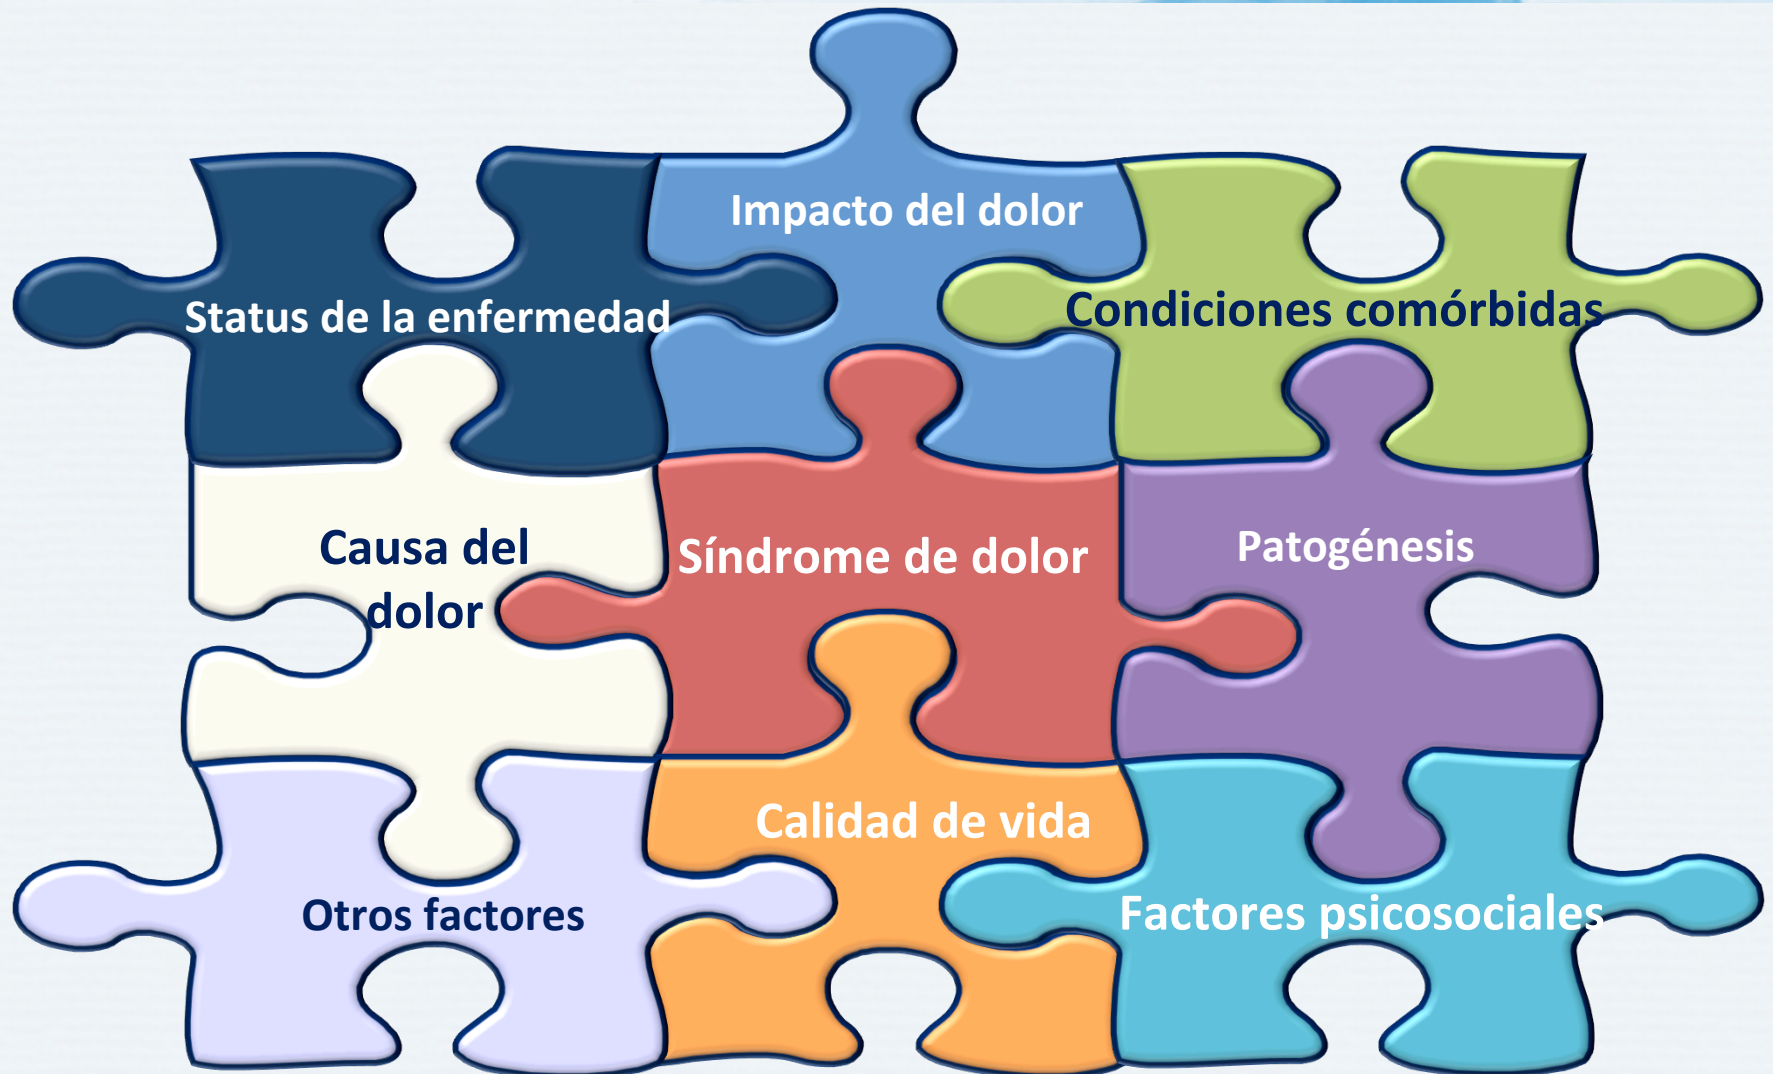 Impacto del dolor
Status de la enfermedad
Condiciones comórbidas
Causa del
dolor
Síndrome de dolor
Patogénesis
Calidad de vida
Otros factores
Factores psicosociales